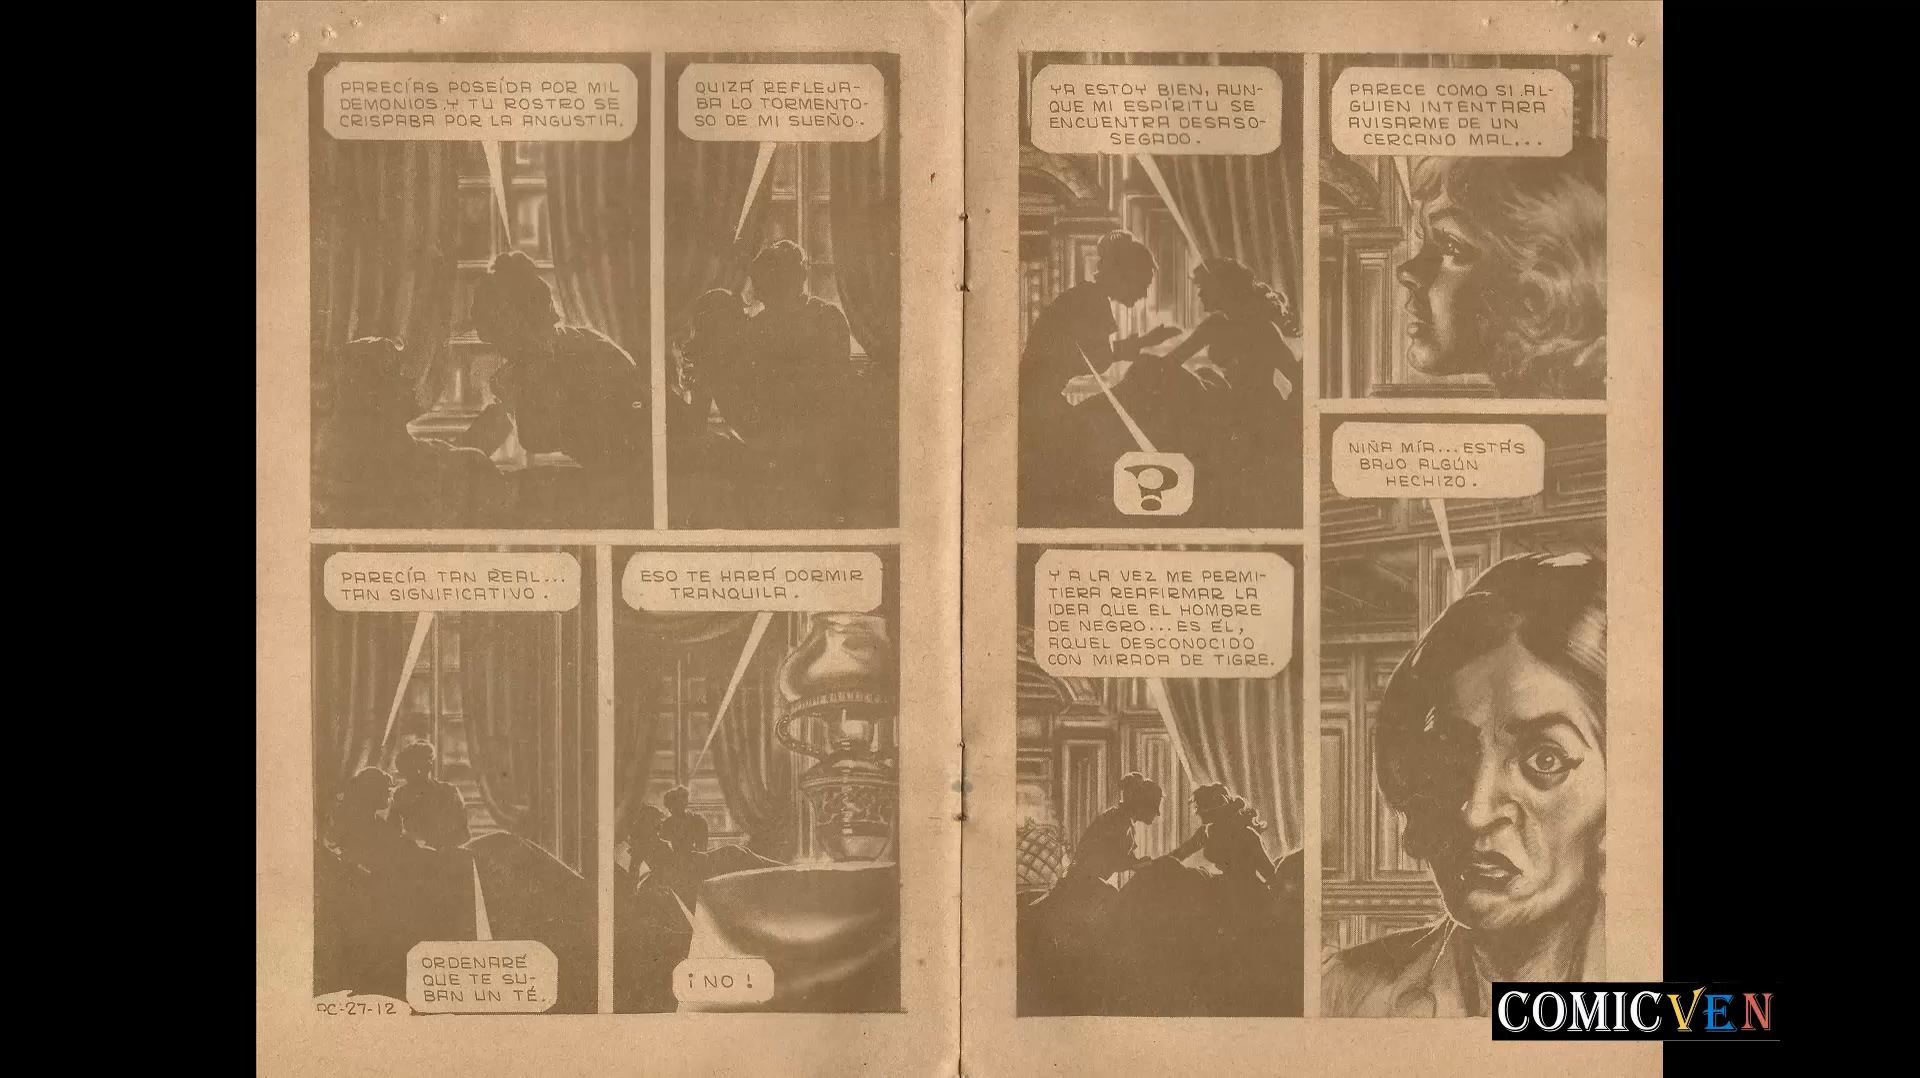 PARECÍAS POSEÍDA POR MIL
DEMONIOS Y TU ROSTRO SE
CRISPABA POR LA ANGUSTIA.
QUIZÁ REFLEJA-
BA LO TORMENTO-
SO DE MI SUEÑO..
PARECÍA TAN REAL...
TAN SIGNIFICATIVO.
ORDENARÉ
QUE TE SU-
BAN UN TÉ.
ESO TE HARÁ DORMIR
TRANQUILA.
¡NO!
PC-27-12
YA ESTOY BIEN, AUN-
QUE MI ESPÍRITU SE
ENCUENTRA DESASO-
SEGADO.
?
PARECE COMO SI AL-
GUIEN INTENTARA
AVISARME DE UN
CERCANO MAL...
Y A LA VEZ ME PERMI-
TIERA REAFIRMAR LA
IDEA QUE EL HOMBRE
DE NEGRO... ES ÉL,
AQUEL DESCONOCIDO
CON MIRADA DE TIGRE.
NIÑA MÍA... ESTÁS
BAJO ALGÚN
HECHIZO.
COMICVEN